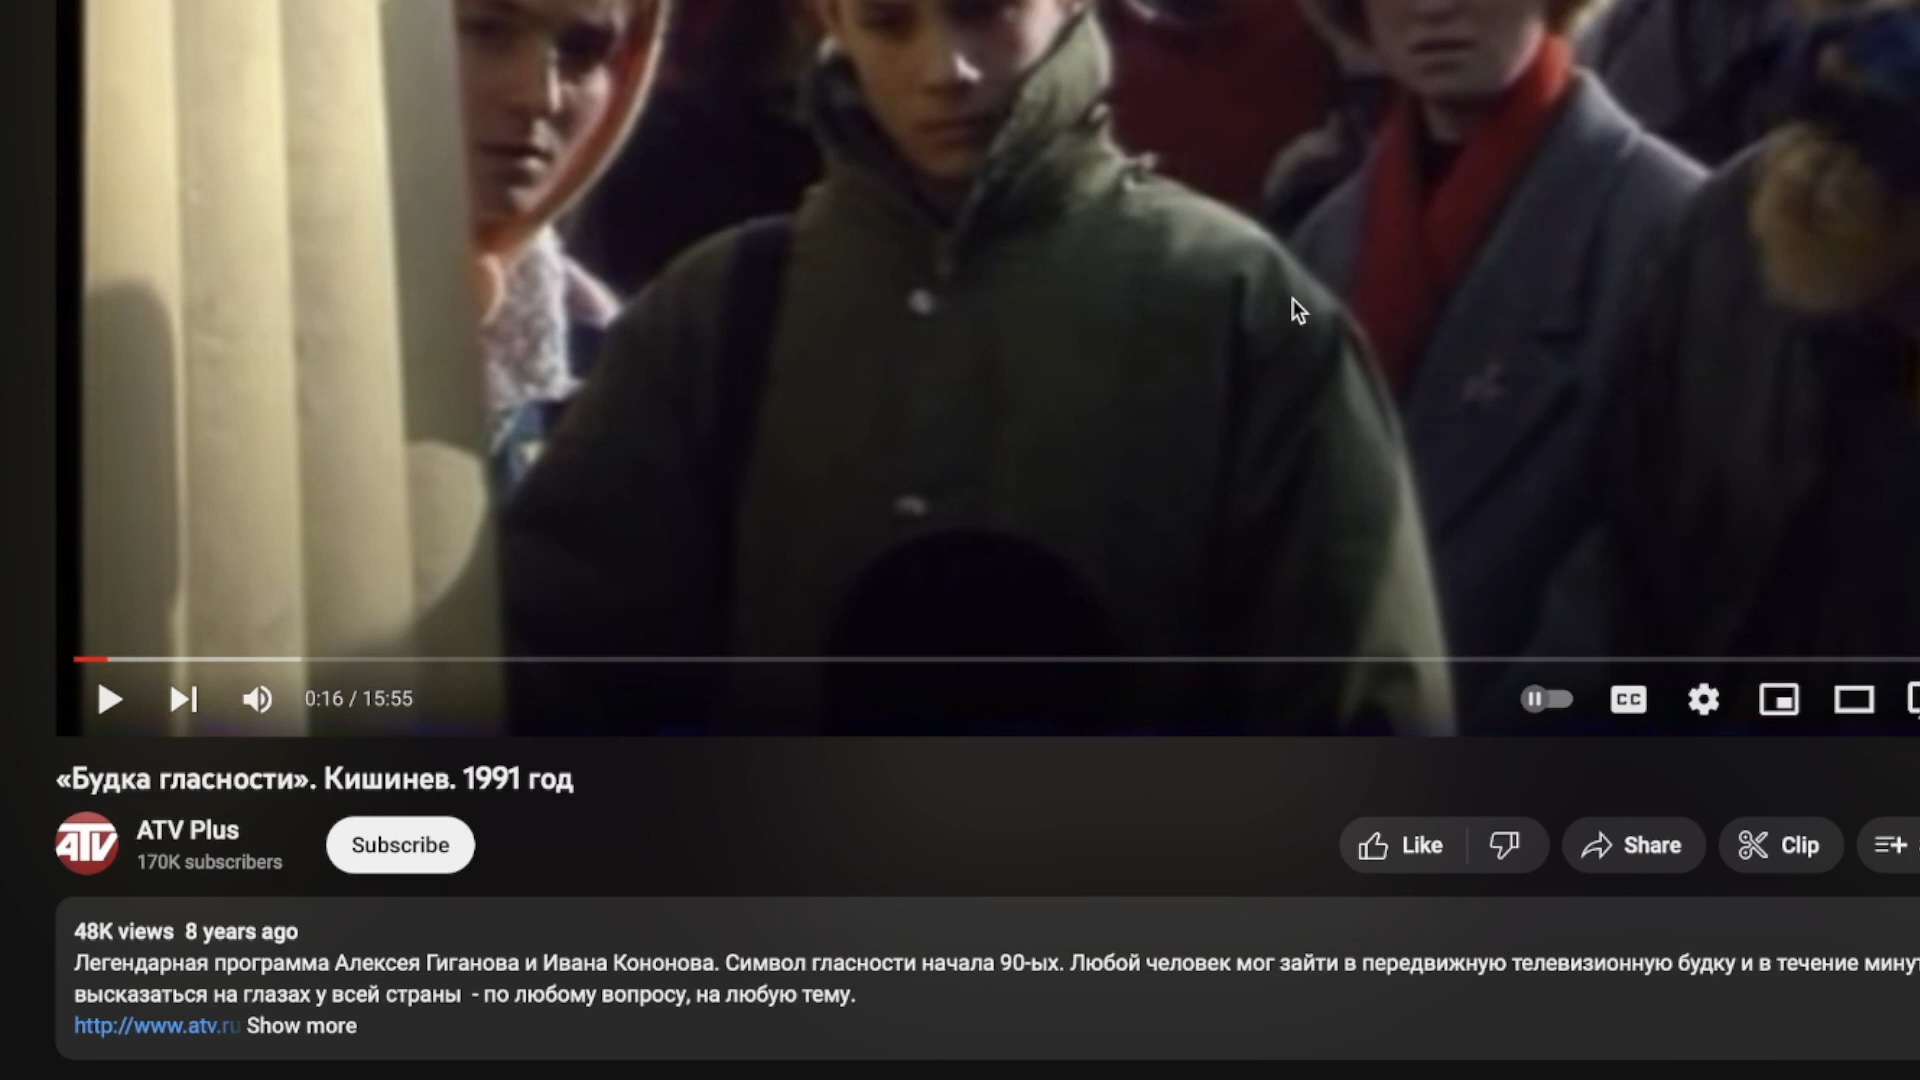 0:16 / 15:55
CC
«Будка гласности». Кишинев. 1991 год
ATV
ATV Plus
170K subscribers
Subscribe
Like
Share
Clip
48K views 8 years ago
Легендарная программа Алексея Гиганова и Ивана Кононова. Символ гласности начала 90-ых. Любой человек мог зайти в передвижную телевизионную будку и в течение
высказаться на глазах у всей страны - по любому вопросу, на любую тему.
http://www.atv.ru Show more